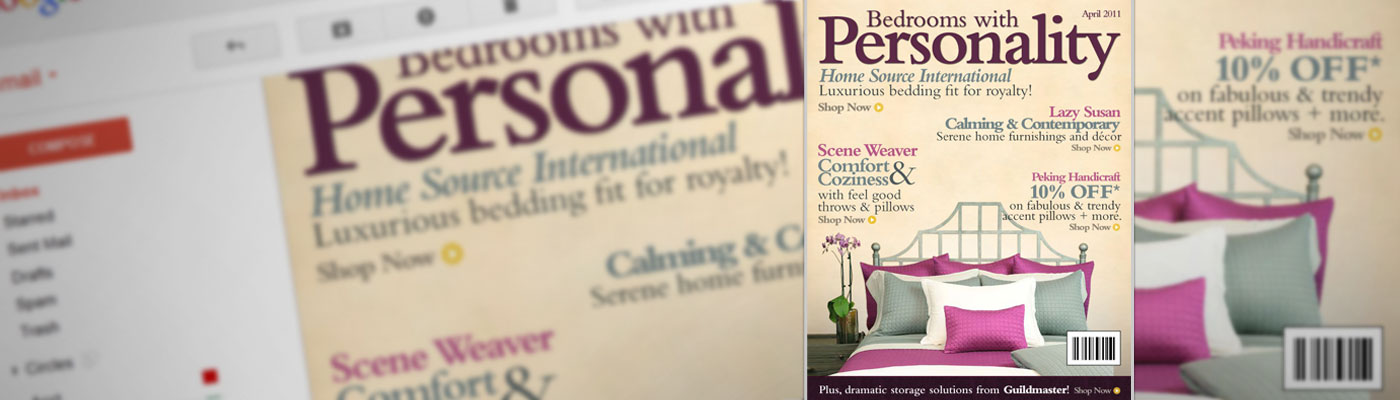 mail
COMPOSE
Inbox
Starred
Sent Mail
Drafts
Spam
Trash
Circles
Bedrooms with
Personal
Home Source International
Luxurious bedding fit for royalty!
Shop Now
Calming & Co
Serene home furn
Scene Weaver
Comfort &
Bedrooms with
April 2011
Personality
Home Source International
Luxurious bedding fit for royalty!
Shop Now
Lazy Susan
Calming & Contemporary
Serene home furnishings and décor
Shop Now
Scene Weaver
Comfort &
Coziness
with feel good
throws & pillows
Shop Now
Peking Handicraft
10% OFF*
on fabulous & trendy
accent pillows + more.
Shop Now
Plus, dramatic storage solutions from Guildmaster! Shop Now
Peking Handicraft
10% OFF*
on fabulous & trendy
accent pillows + more.
Shop Now